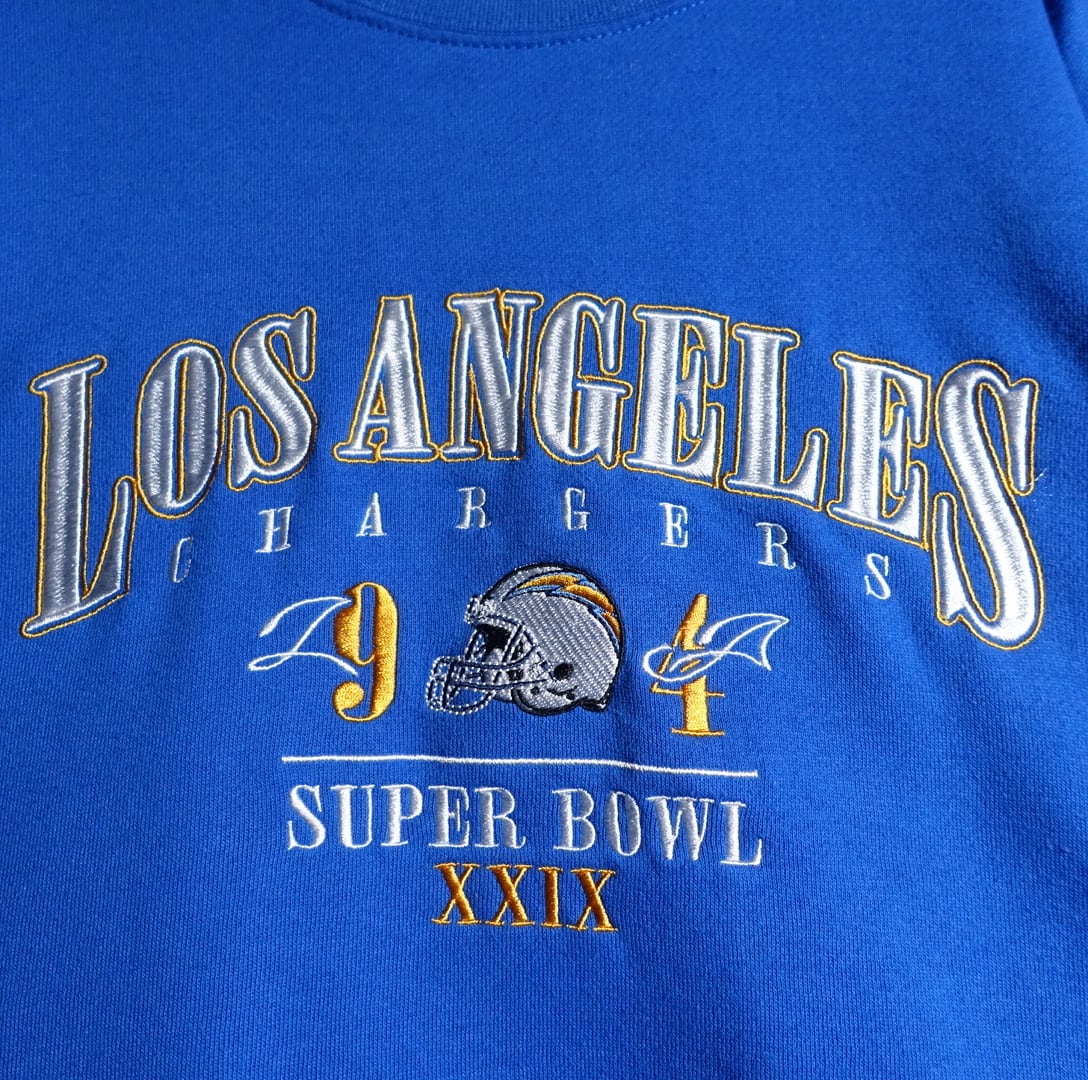 LOS ANGELES
CHARGERS
94
SUPER BOWL
XXIX